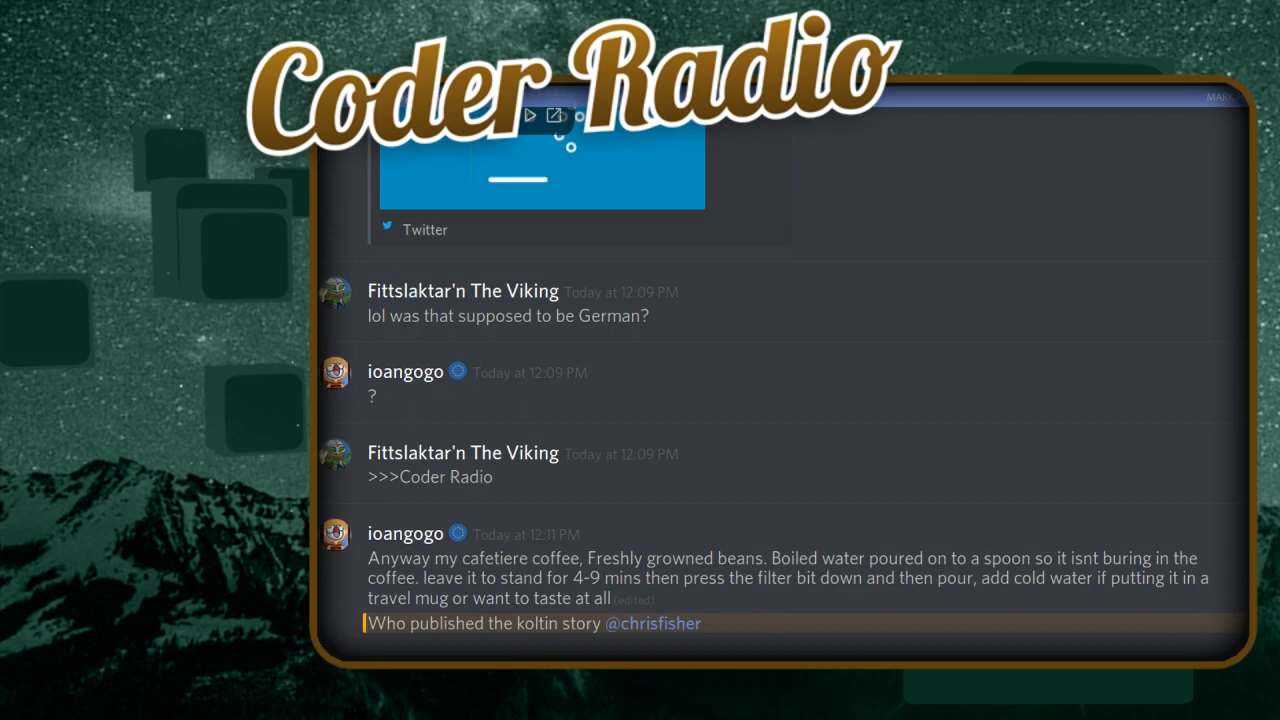 Coder Radio
MARK
Twitter
Fittslaktar'n The Viking Today at 12:09 PM
lol was that supposed to be German?
ioangogo Today at 12:09 PM
?
Fittslaktar'n The Viking Today at 12:09 PM
>>>Coder Radio
ioangogo Today at 12:11 PM
Anyway my cafetiere coffee, Freshly growned beans. Boiled water poured on to a spoon so it isnt buring in the
coffee. leave it to stand for 4-9 mins then press the filter bit down and then pour, add cold water if putting it in a
travel mug or want to taste at all (edited)
Who published the koltin story @chrisfisher